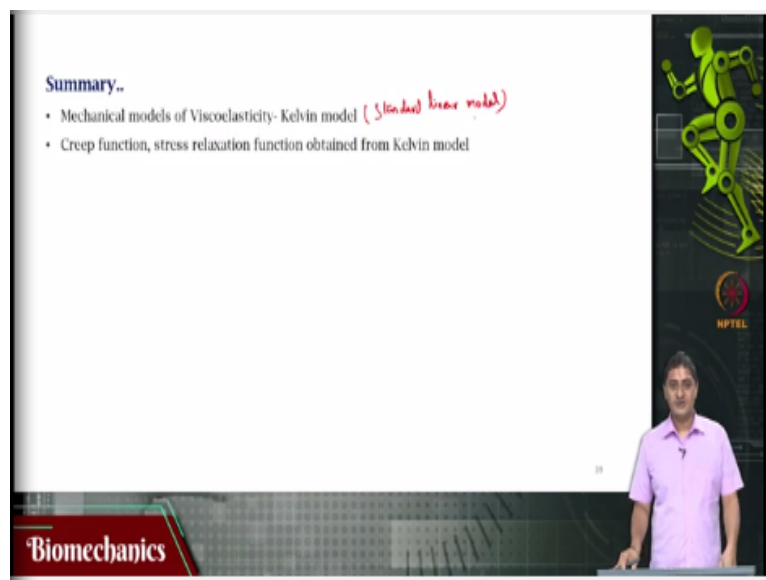 Summary..
• Mechanical models of Viscoelasticity- Kelvin model (Standard linear model)
• Creep function, stress relaxation function obtained from Kelvin model
NPTEL
19
Biomechanics